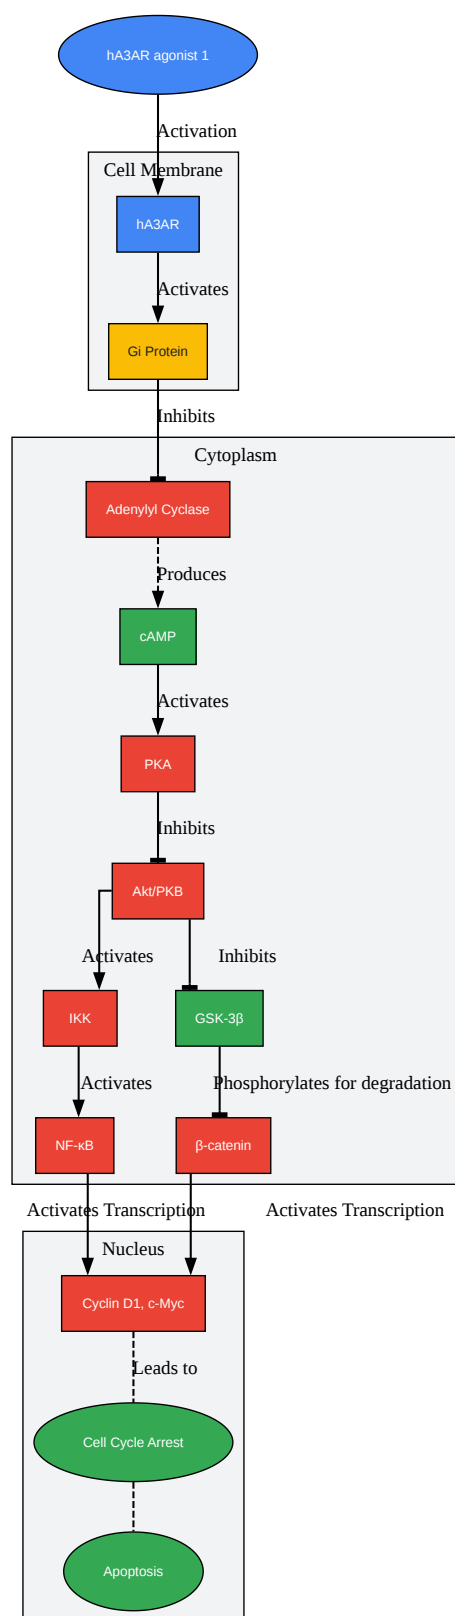 hA3AR agonist 1
Activation
Cell Membrane
hA3AR
Activates
Gi Protein
Inhibits
Cytoplasm
Adenylyl Cyclase
Produces
cAMP
Activates
PKA
Inhibits
Akt/PKB
Activates
Inhibits
IKK
GSK-3β
Activates
Phosphorylates for degradation
NF-κB
β-catenin
Activates Transcription
Activates Transcription
Nucleus
Cyclin D1, c-Myc
Leads to
Cell Cycle Arrest
Apoptosis